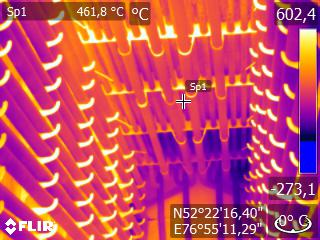 Sp1 461,8 °C °C 602,4
Sp1
-273,1
N52°22'16,40" 0° C
E76°55'11,29"
FLIR